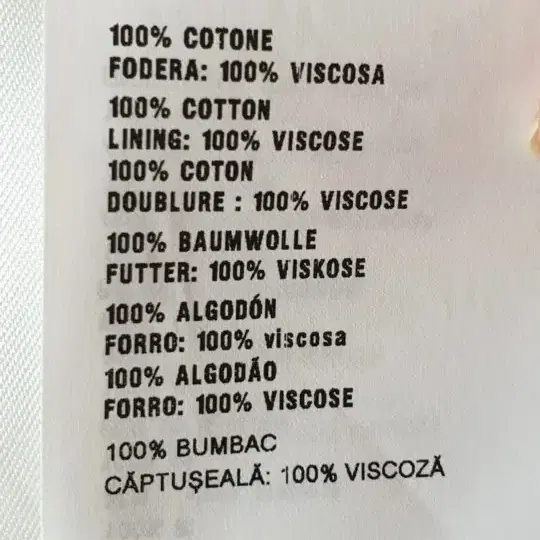 100% COTONE
FODERA: 100% VISCOSA
100% COTTON
LINING: 100% VISCOSE
100% COTON
DOUBLURE : 100% VISCOSE
100% BAUMWOLLE
FUTTER: 100% VISKOSE
100% ALGODÓN
FORRO: 100% viscosa
100% ALGODÃO
FORRO: 100% VISCOSE
100% BUMBAC
CĂPTUŞEALĂ: 100% VISCOZĂ